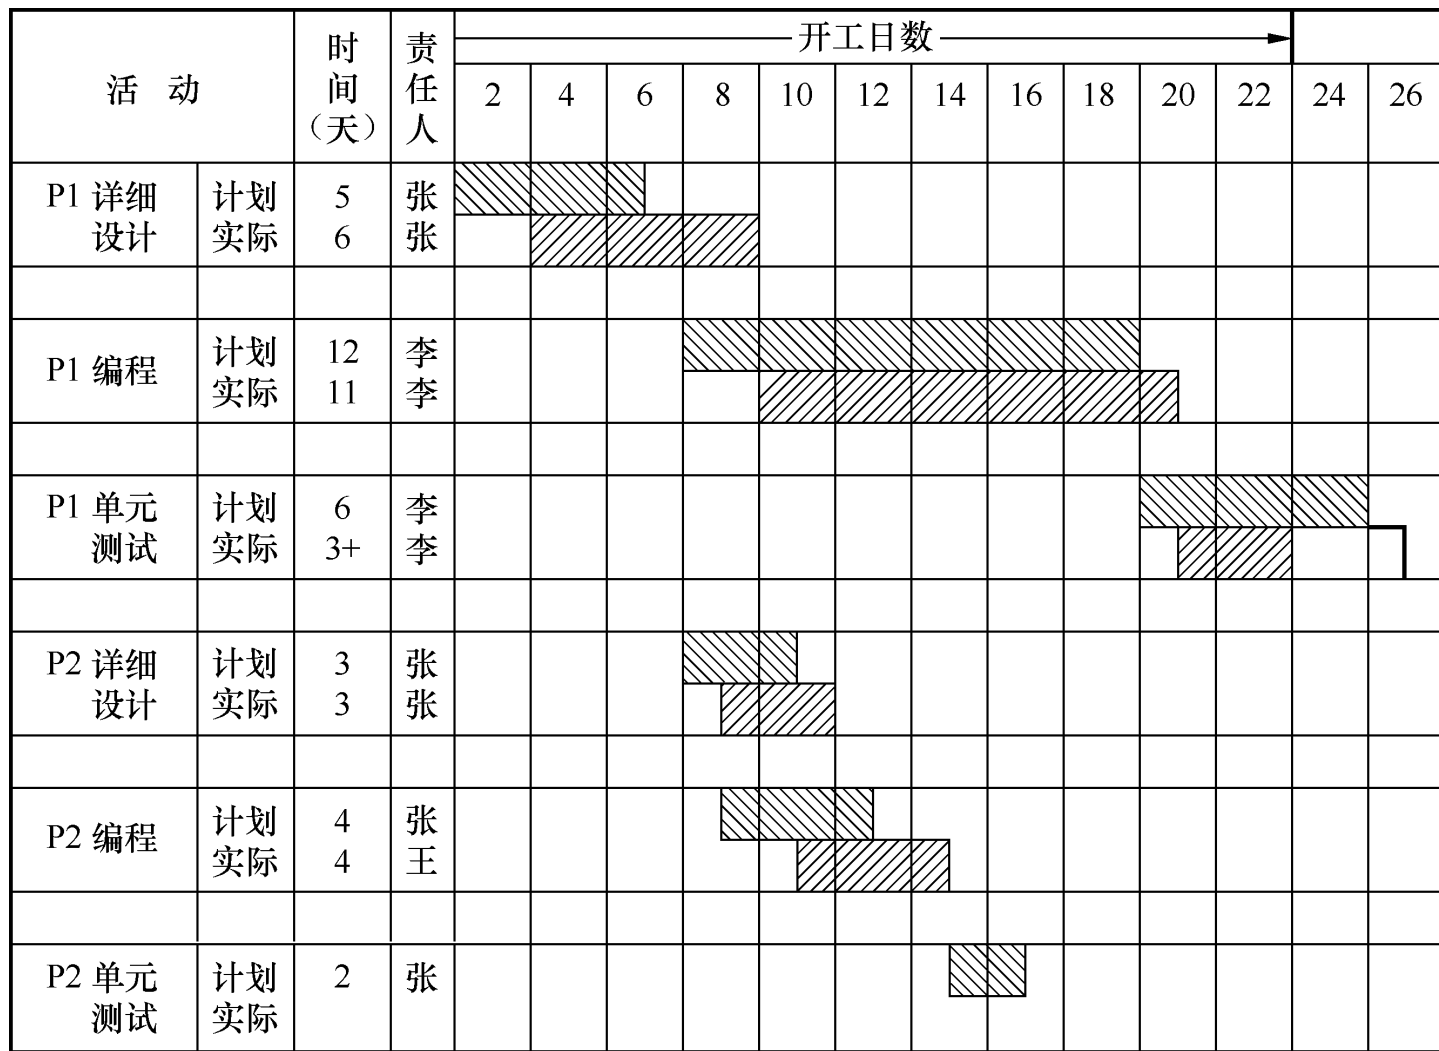 开工日数
活 动 时间（天） 责任人 2 4 6 8 10 12 14 16 18 20 22 24 26
P1 详细 计划 5 张
设计 实际 6 张
P1 编程 计划 12 李
实际 11 李
P1 单元 计划 6 李
测试 实际 3+ 李
P2 详细 计划 3 张
设计 实际 3 张
P2 编程 计划 4 张
实际 4 王
P2 单元 计划 2 张
测试 实际